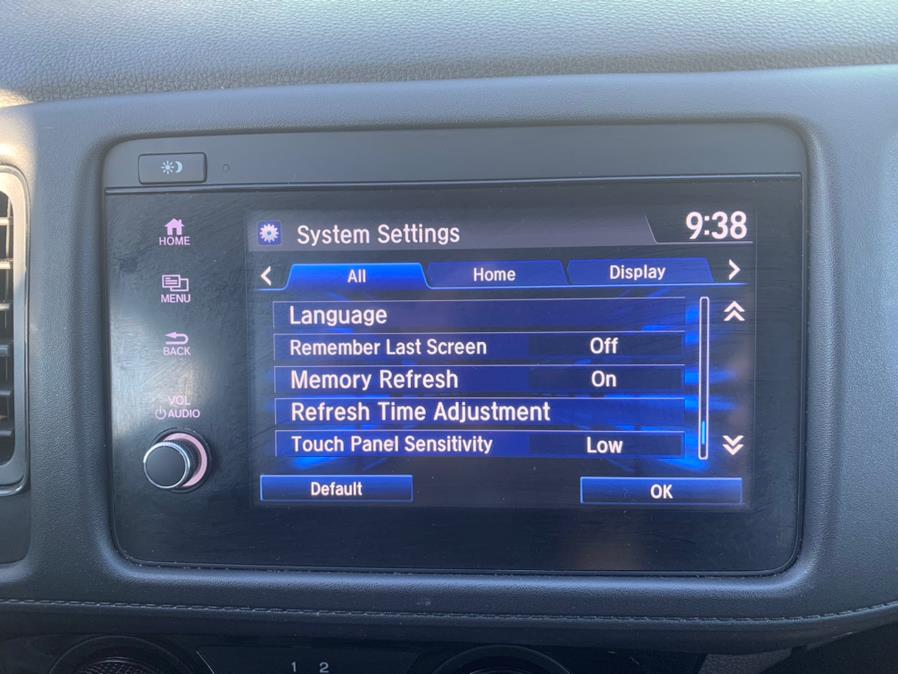 System Settings 9:38
HOME
All Home Display
MENU
Language
Remember Last Screen Off
BACK
Memory Refresh On
VOL
AUDIO
Refresh Time Adjustment
Touch Panel Sensitivity Low
Default OK
1 2